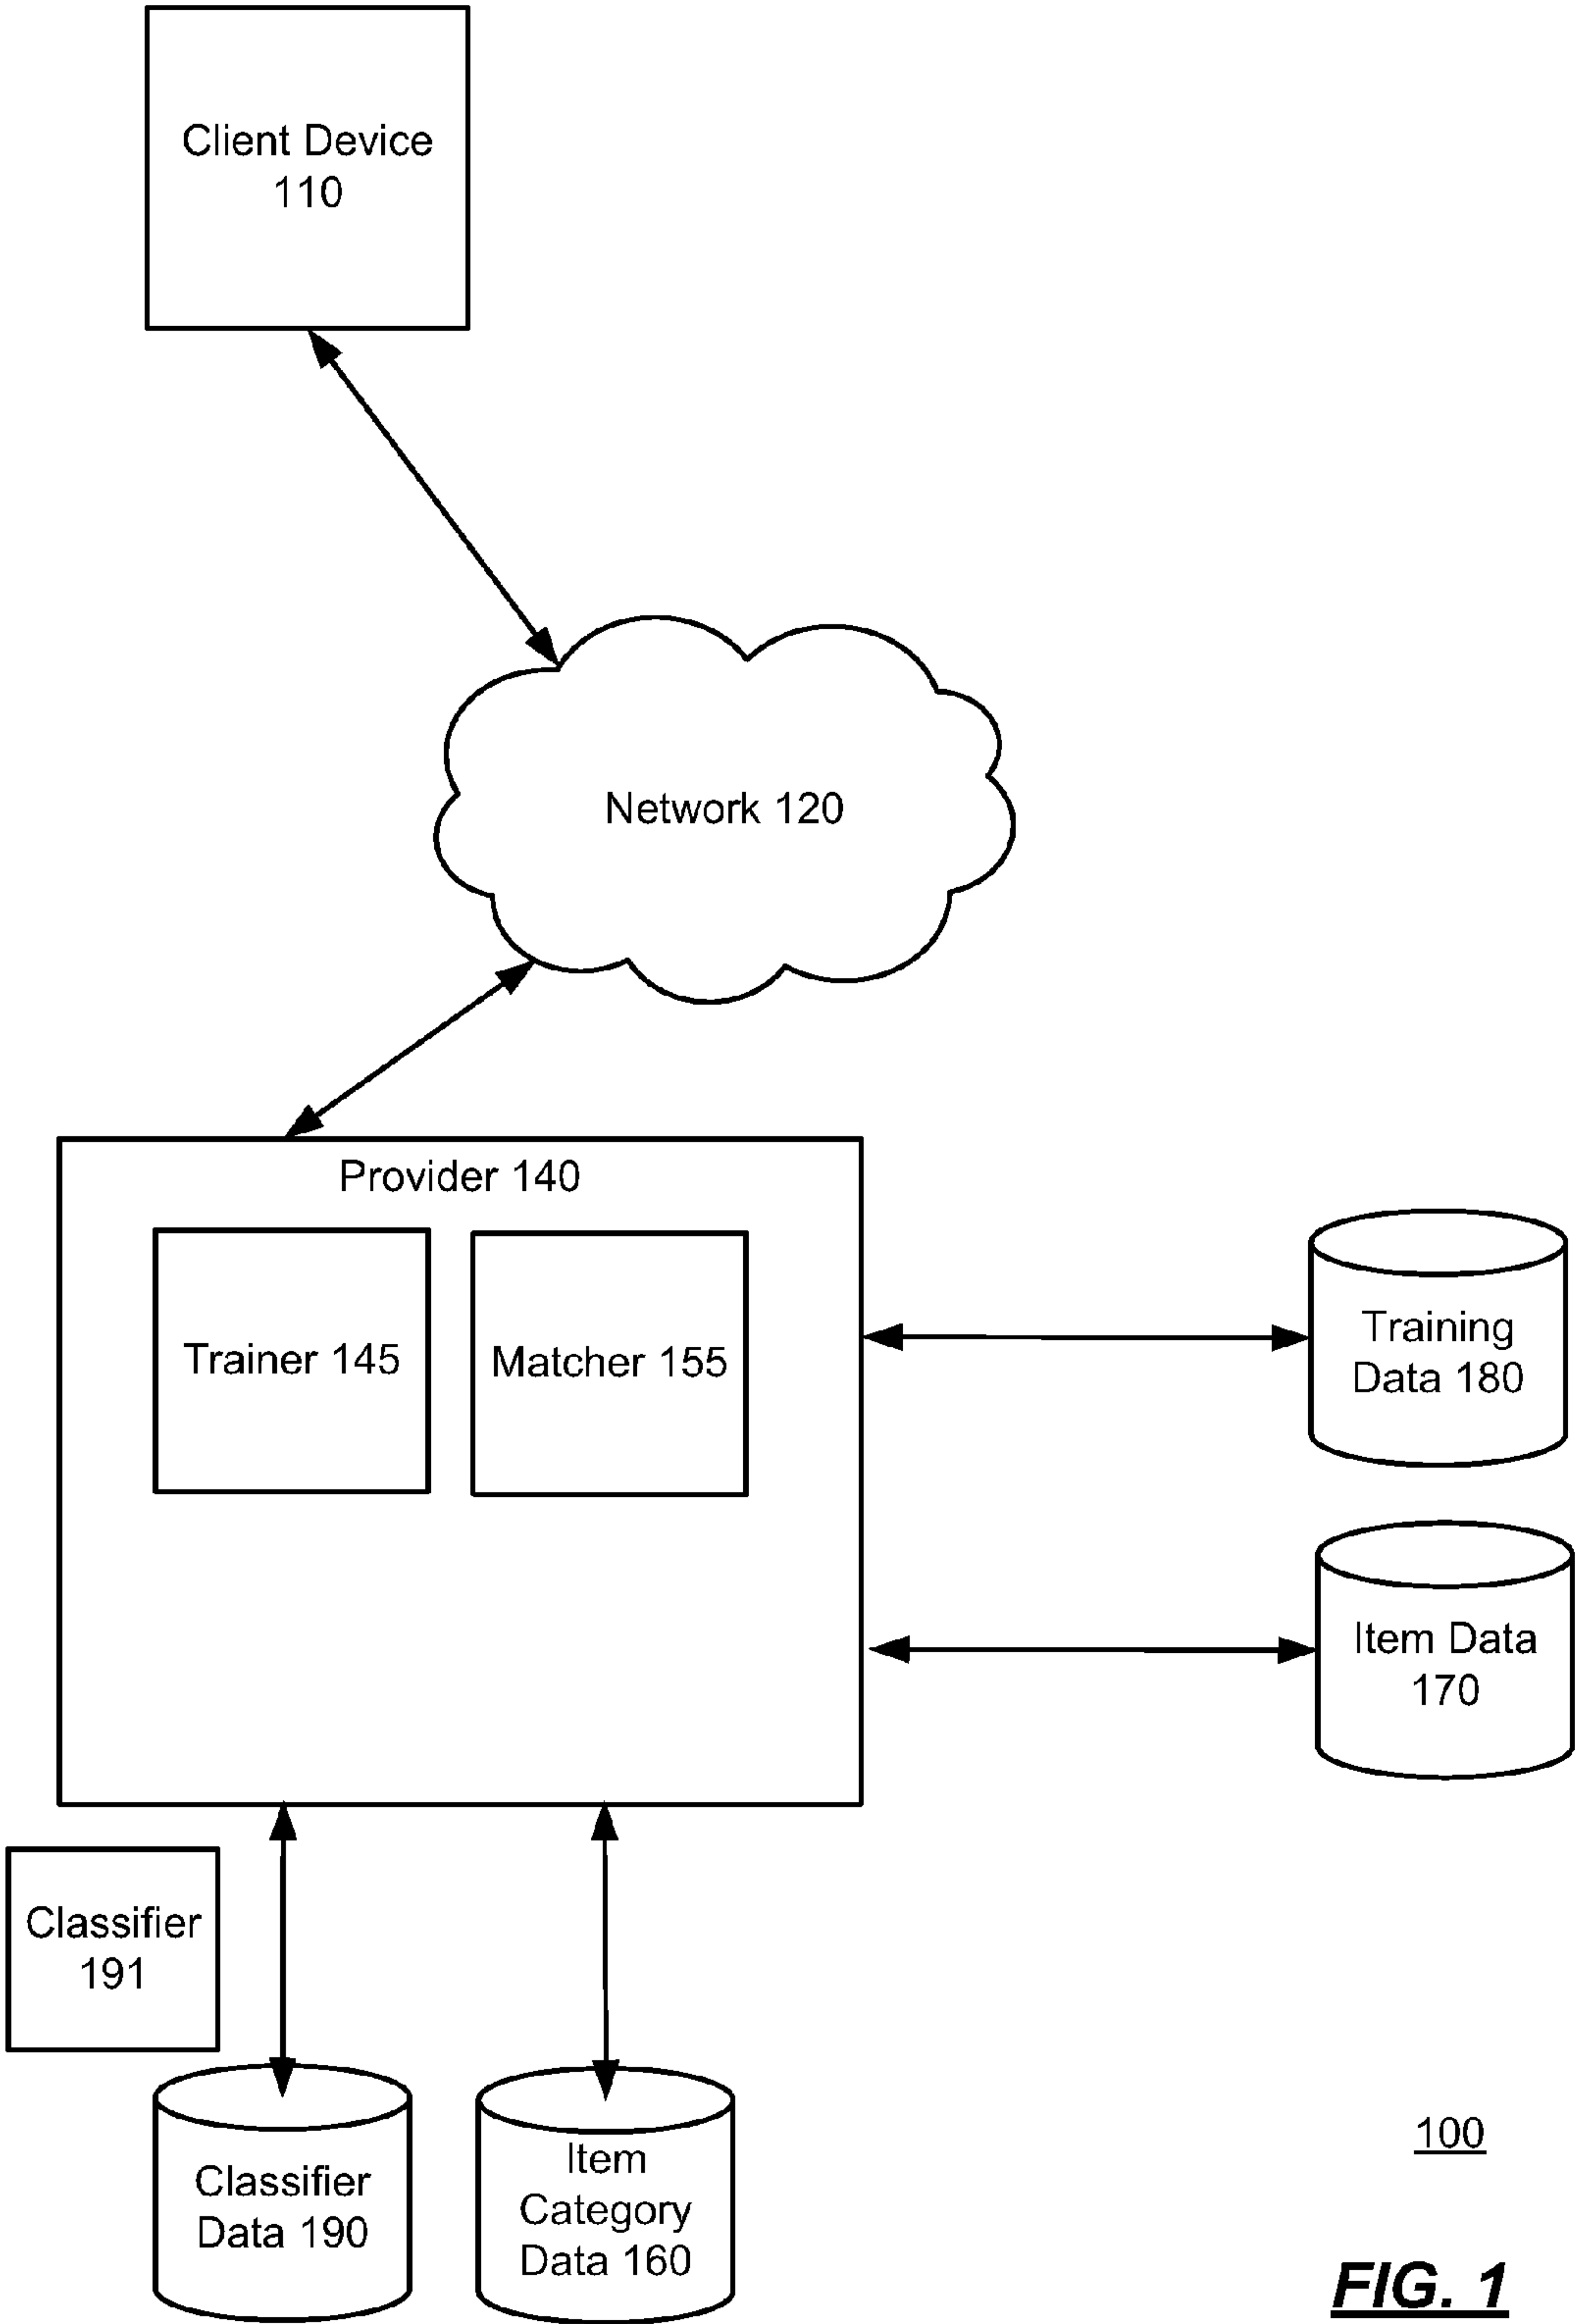 Client Device
110
Network 120
Provider 140
Trainer 145
Matcher 155
Training
Data 180
Item Data
170
Classifier
191
Classifier
Data 190
Item
Category
Data 160
100
FIG. 1